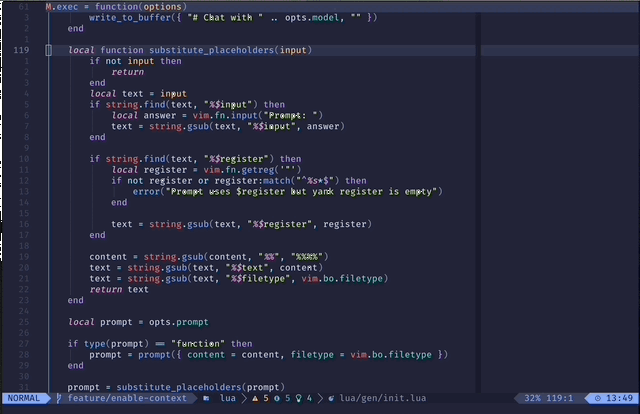 61 M.exec = function(options)
3 write_to_buffer({ "# Chat with " .. opts.model, "" })
2 end
1
119 local function substitute_placeholders(input)
1 if not input then
2 return
3 end
4 local text = input
5 if string.find(text, "%$input") then
6 local answer = vim.fn.input("Prompt: ")
7 text = string.gsub(text, "%$input", answer)
8 end
9
10 if string.find(text, "%$register") then
11 local register = vim.fn.getreg('"')
12 if not register or register:match("^%s*$") then
13 error("Prompt uses $register but yank register is empty")
14 end
15
16 text = string.gsub(text, "%$register", register)
17 end
18
19 content = string.gsub(content, "%%", "%%%%")
20 text = string.gsub(text, "%$text", content)
21 text = string.gsub(text, "%$filetype", vim.bo.filetype)
22 return text
23 end
24
25 local prompt = opts.prompt
26
27 if type(prompt) == "function" then
28 prompt = prompt({ content = content, filetype = vim.bo.filetype })
29 end
30
31 prompt = substitute_placeholders(prompt)
NORMAL feature/enable-context lua 5 5 4 lua/gen/init.lua 32% 119:1 13:49